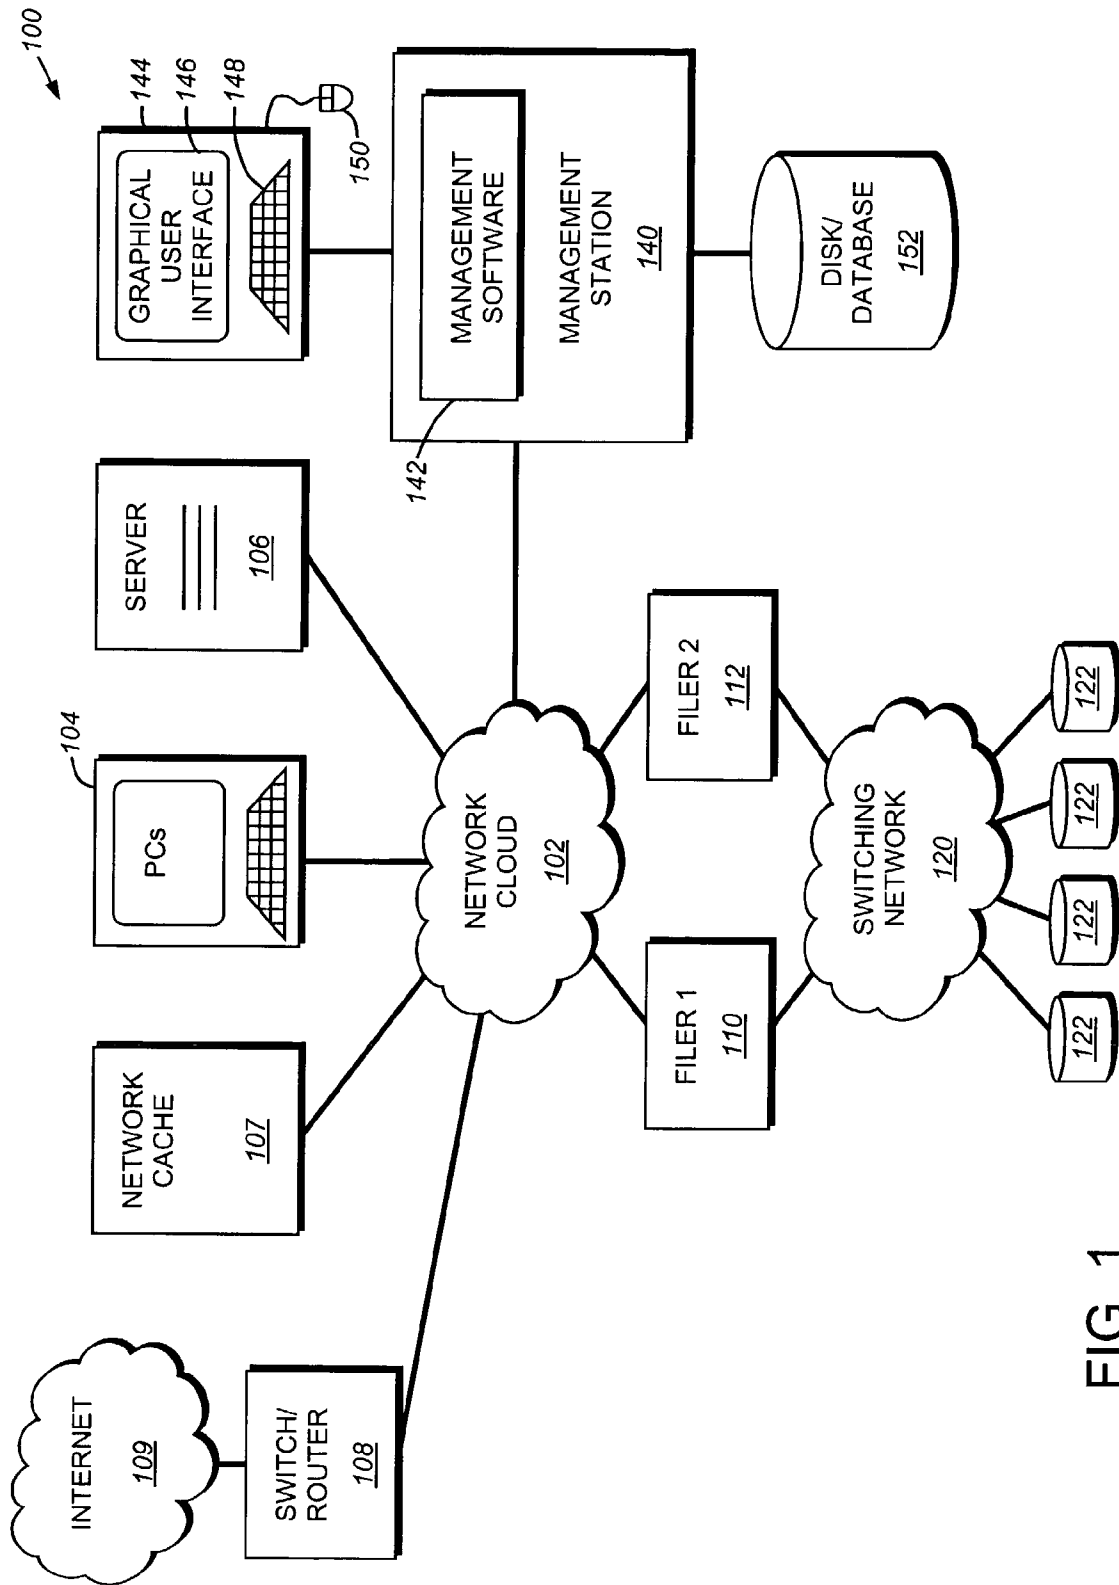 100
INTERNET
109
SWITCH/
ROUTER
108
NETWORK
CACHE
107
104
PCs
SERVER
106
GRAPHICAL
USER
INTERFACE
144
146
148
150
NETWORK
CLOUD
102
142
MANAGEMENT
SOFTWARE
MANAGEMENT
STATION
140
FILER 1
110
FILER 2
112
DISK/
DATABASE
152
SWITCHING
NETWORK
120
122
122
122
122
FIG. 1